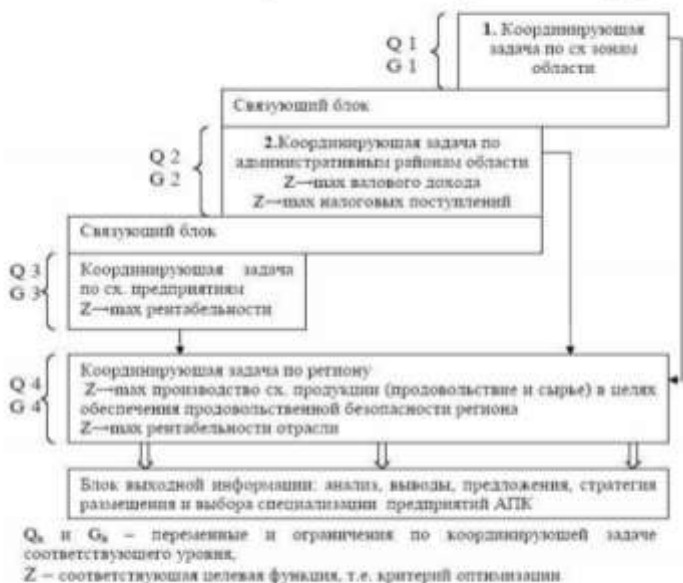 Q 1
G 1
1. Координирующая
задача по сх зонам
области
Связующий блок
Q 2
G 2
2.Координирующая задача по
административным районам области
Z→max валового дохода
Z→max налоговых поступлений
Связующий блок
Q 3
G 3
Координирующая задача
по сх. предприятиям
Z→max рентабельности
Q 4
G 4
Координирующая задача по региону
Z→max производство сх. продукции (продовольствие и сырье) в целях
обеспечения продовольственной безопасности региона
Z→max рентабельности отрасли
Блок выходной информации: анализ, выводы, предложения, стратегия
размещения и выбора специализации предприятий АПК
Qk и Gk – переменные и ограничения по координирующей задаче
соответствующего уровня,
Z – соответствующая целевая функция, т.е. критерий оптимизации